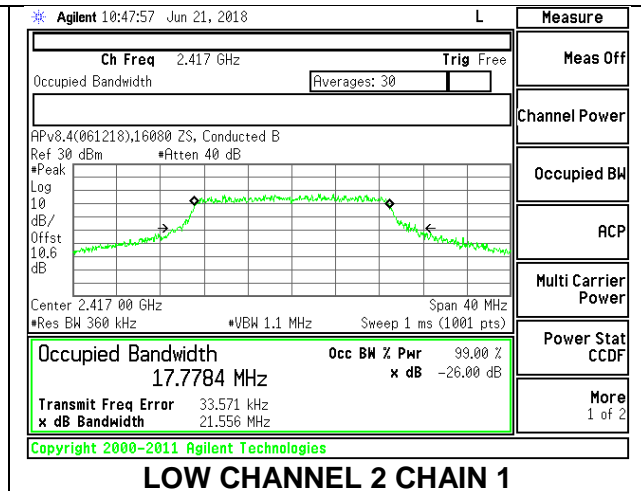 Agilent 10:47:57 Jun 21, 2018 L Measure
Ch Freq 2.417 GHz Trig Free
Meas Off
Occupied Bandwidth Averages: 30
Channel Power
APv8.4(061218),16080 ZS, Conducted B
Ref 30 dBm #Atten 40 dB
Occupied BW
#Peak
Log
10
dB/
Offst
10.6
dB
ACP
Multi Carrier
Power
Center 2.417 00 GHz Span 40 MHz
#Res BW 360 kHz #VBW 1.1 MHz Sweep 1 ms (1001 pts)
Power Stat
CCDF
Occupied Bandwidth Occ BW % Pwr 99.00 %
17.7784 MHz x dB -26.00 dB
Transmit Freq Error 33.571 kHz
x dB Bandwidth 21.556 MHz
More
1 of 2
Copyright 2000-2011 Agilent Technologies
LOW CHANNEL 2 CHAIN 1